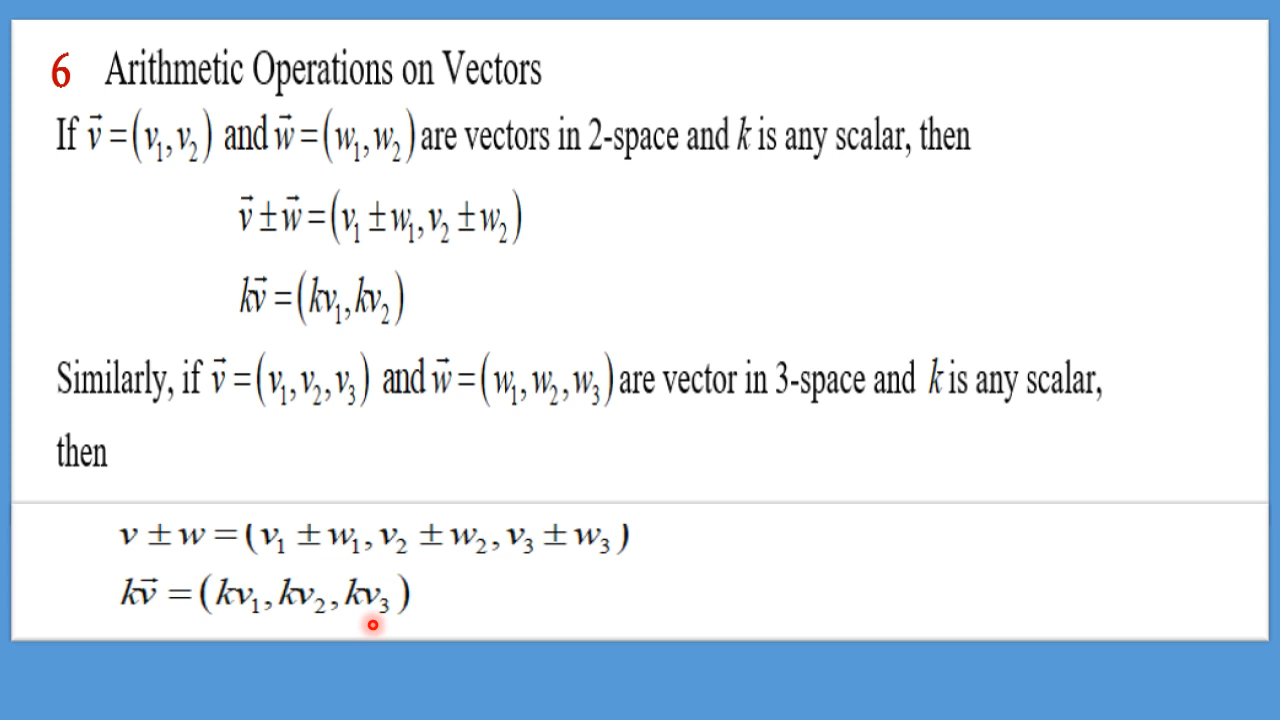 6 Arithmetic Operations on Vectors
If v⃗ = (v₁, v₂) and w⃗ = (w₁, w₂) are vectors in 2-space and k is any scalar, then
v⃗ ± w⃗ = (v₁ ± w₁, v₂ ± w₂)
kv⃗ = (kv₁, kv₂)
Similarly, if v⃗ = (v₁, v₂, v₃) and w⃗ = (w₁, w₂, w₃) are vector in 3-space and k is any scalar,
then
v ± w = (v₁ ± w₁, v₂ ± w₂, v₃ ± w₃)
kv⃗ = (kv₁, kv₂, kv₃)